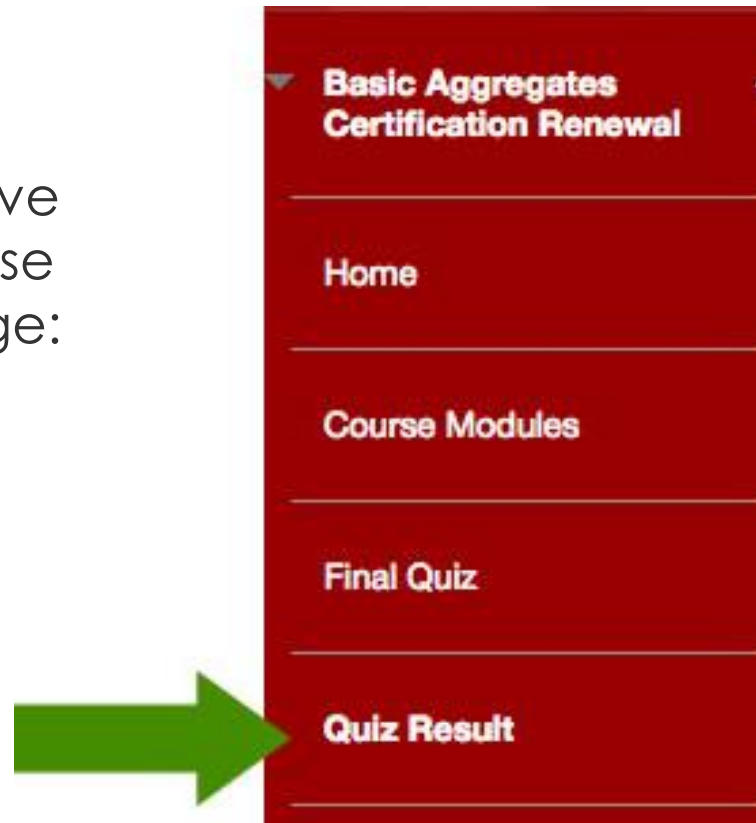 ve
se
ge:
Basic Aggregates
Certification Renewal
Home
Course Modules
Final Quiz
Quiz Result